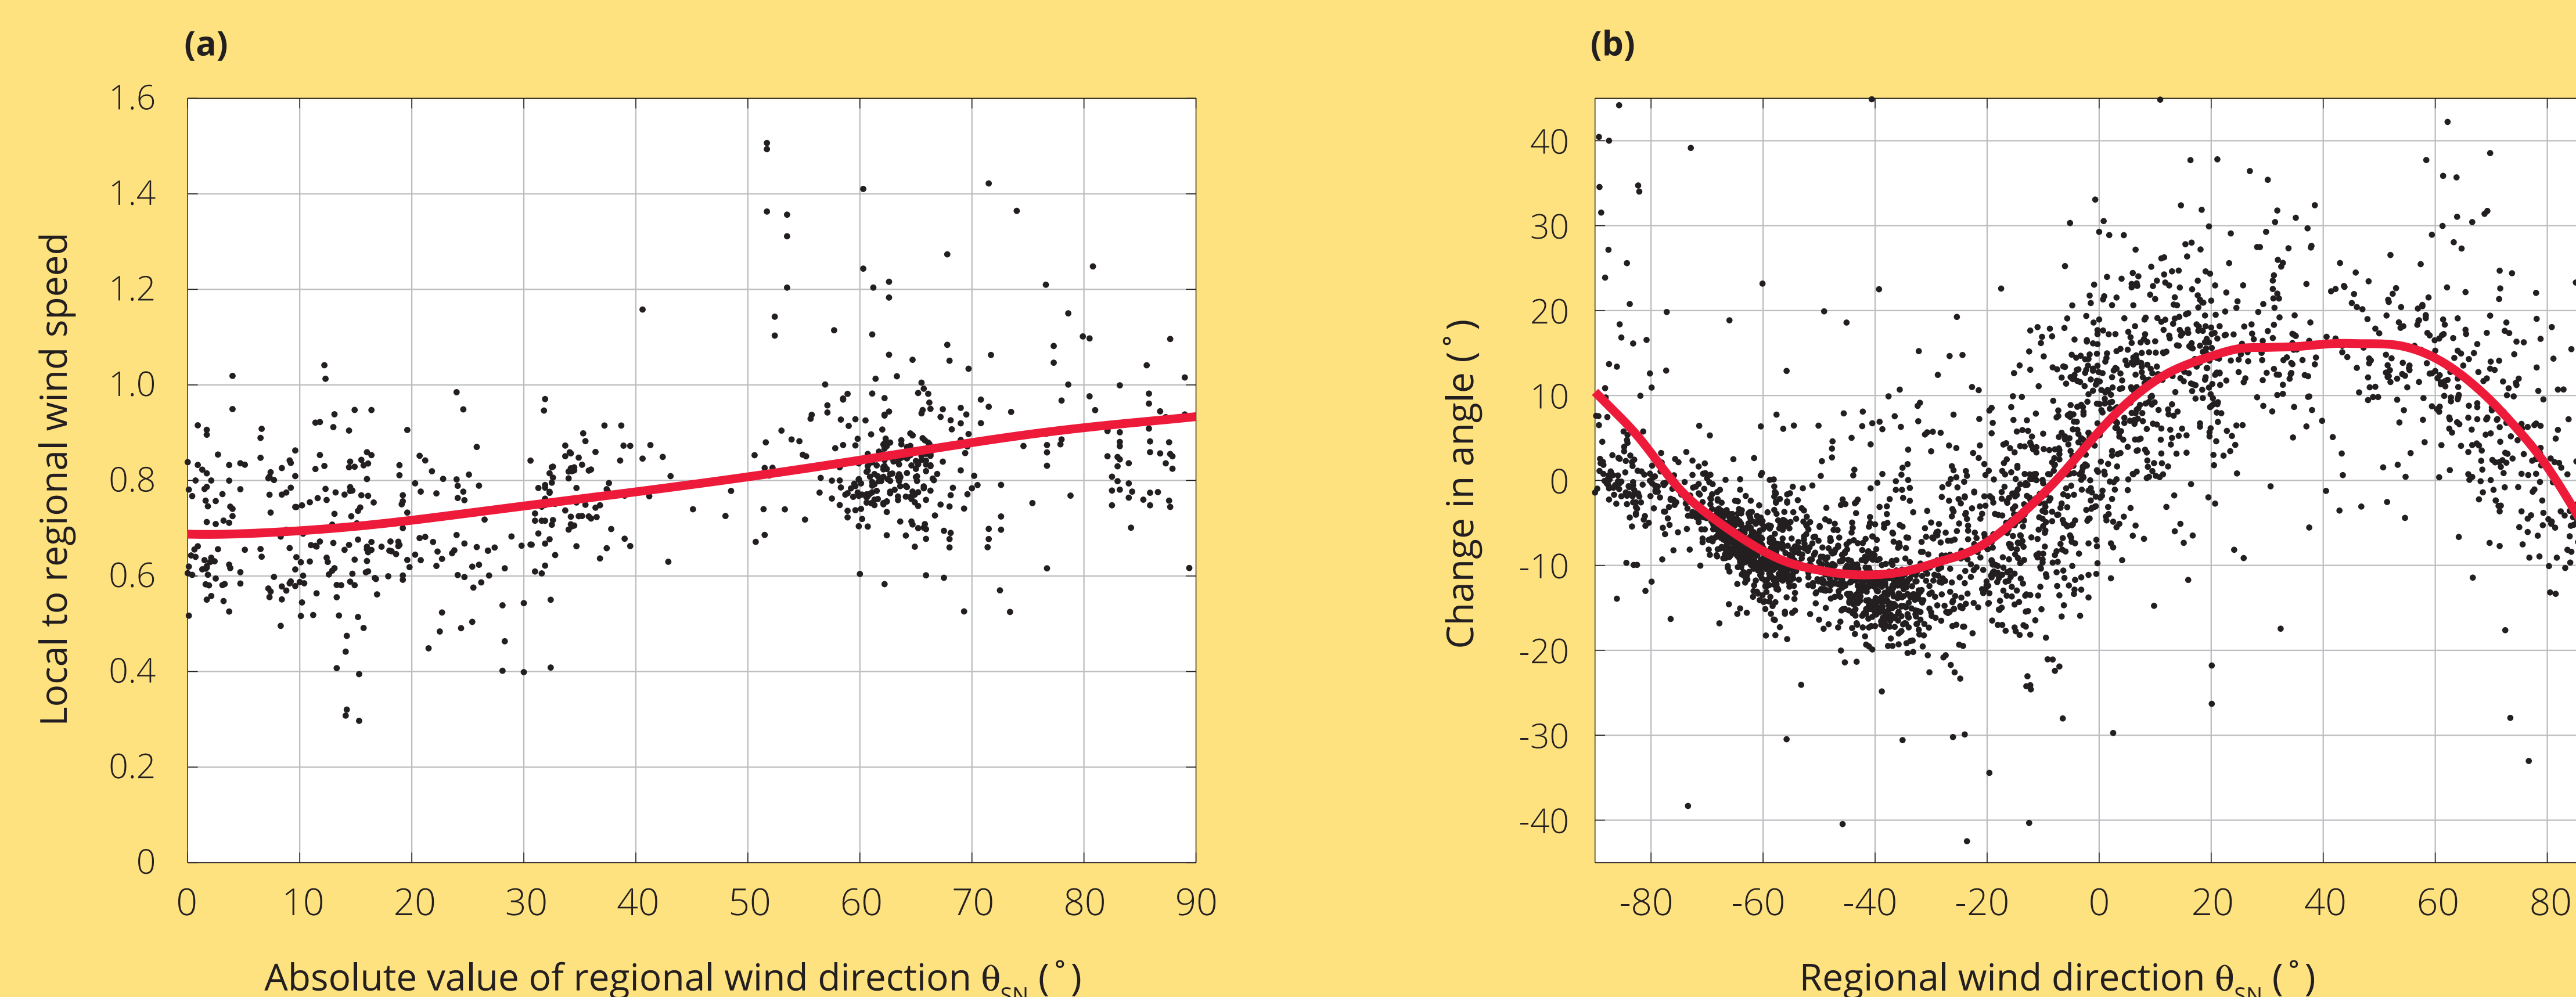 (a)
1.6
1.4
1.2
1.0
0.8
0.6
0.4
0.2
0
Local to regional wind speed
0 10 20 30 40 50 60 70 80 90
Absolute value of regional wind direction θSN (°)
(b)
40
30
20
10
0
-10
-20
-30
-40
Change in angle (°)
-80 -60 -40 -20 0 20 40 60 80
Regional wind direction θSN (°)